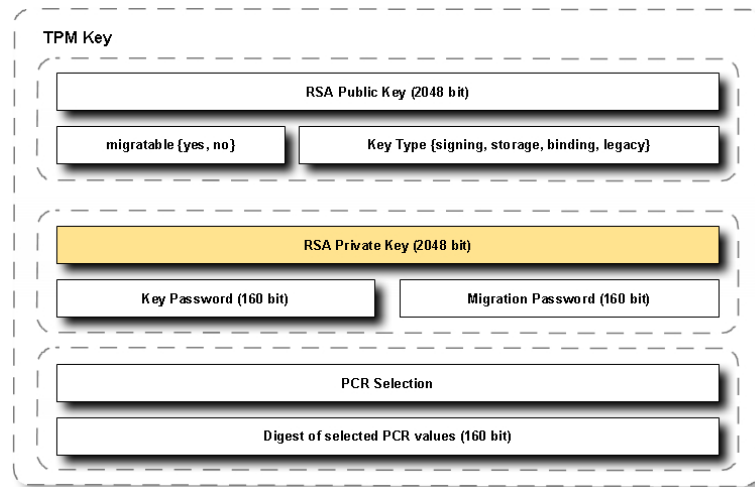 TPM Key
RSA Public Key (2048 bit)
migratable {yes, no}
Key Type {signing, storage, binding, legacy}
RSA Private Key (2048 bit)
Key Password (160 bit)
Migration Password (160 bit)
PCR Selection
Digest of selected PCR values (160 bit)